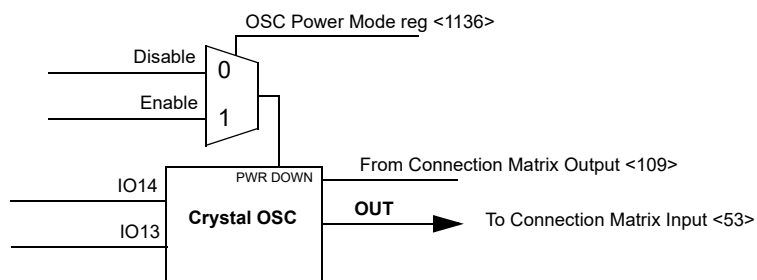 OSC Power Mode reg <1136>
Disable
0
Enable
1
PWR DOWN
From Connection Matrix Output <109>
IO14
Crystal OSC
OUT
To Connection Matrix Input <53>
IO13